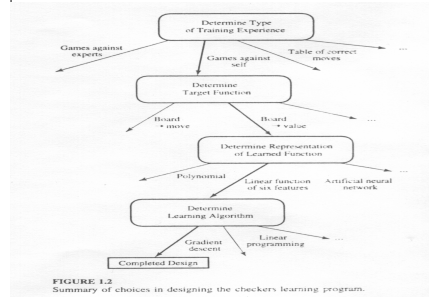 Determine Type
of Training Experience
Games against
experts
Games against
self
Table of correct
moves
...
Determine
Target Function
Board
• move
Board
• value
...
Determine Representation
of Learned Function
Polynomial
Linear function
of six features
Artificial neural
network
...
Determine
Learning Algorithm
Gradient
descent
Linear
programming
...
Completed Design
FIGURE 1.2
Summary of choices in designing the checkers learning program.